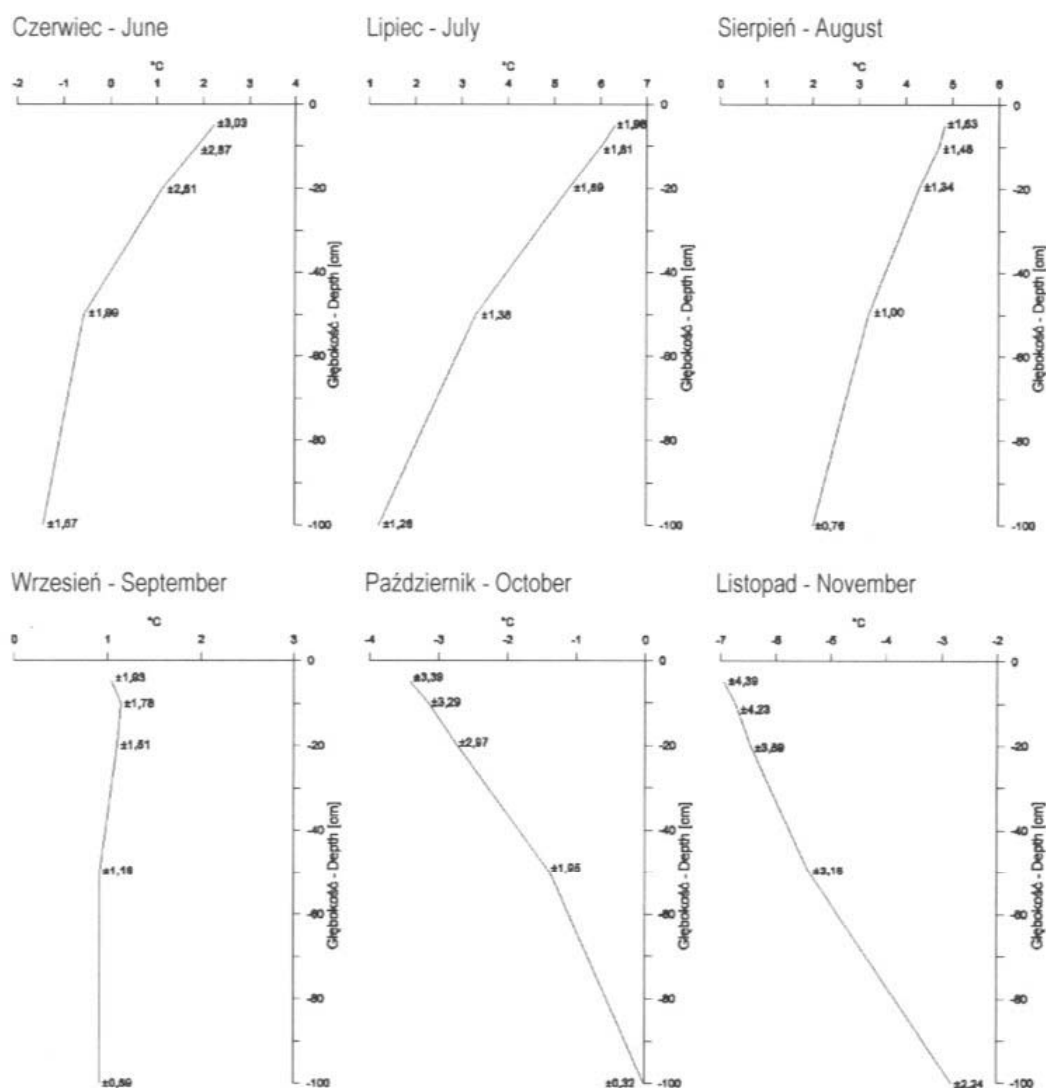 Czerwiec - June
°C
-2 -1 0 1 2 3 4
0
±3,03
±2,87
-20
±2,61
-40
±1,99
-60
-80
-100
±1,57
Głębokość - Depth [cm]
Lipiec - July
°C
1 2 3 4 5 6 7
0
±1,96
±1,81
-20
±1,59
-40
±1,38
-60
-80
-100
±1,26
Głębokość - Depth [cm]
Sierpień - August
°C
0 1 2 3 4 5 6
0
±1,53
±1,46
-20
±1,34
-40
±1,00
-60
-80
-100
±0,76
Głębokość - Depth [cm]
Wrzesień - September
°C
0 1 2 3
0
±1,93
±1,78
-20
±1,51
-40
±1,16
-60
-80
-100
±0,69
Głębokość - Depth [cm]
Październik - October
°C
-4 -3 -2 -1 0
0
±3,39
±3,29
-20
±2,97
-40
±1,95
-60
-80
-100
±0,32
Głębokość - Depth [cm]
Listopad - November
°C
-7 -6 -5 -4 -3 -2
0
±4,39
±4,23
-20
±3,89
-40
±3,16
-60
-80
-100
±2,24
Głębokość - Depth [cm]